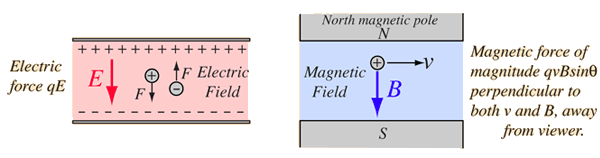 Electric
force qE
+ + + + + + + + + + + + + + + +
E
+
F
F
−
Electric
Field
− − − − − − − − − − − − −
North magnetic pole
N
Magnetic
Field
+
v
B
S
Magnetic force of
magnitude qvBsinθ
perpendicular to
both v and B, away
from viewer.